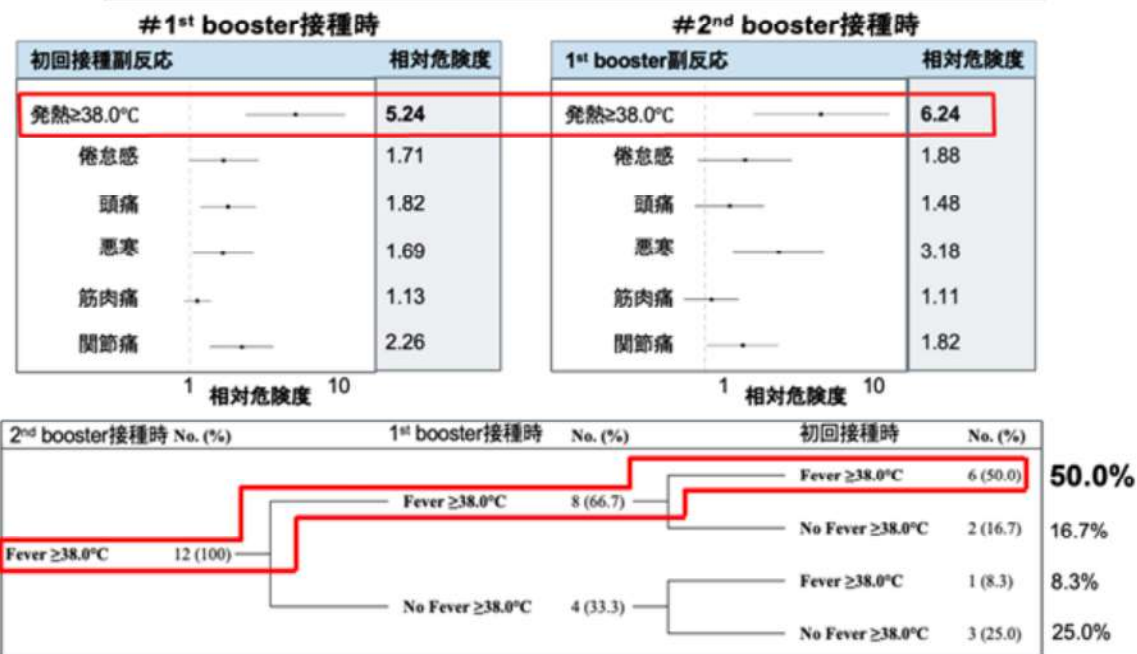 #1st booster接種時
初回接種副反応 相対危険度
発熱≥38.0℃ 5.24
倦怠感 1.71
頭痛 1.82
悪寒 1.69
筋肉痛 1.13
関節痛 2.26
1 相対危険度 10
#2nd booster接種時
1st booster副反応 相対危険度
発熱≥38.0℃ 6.24
倦怠感 1.88
頭痛 1.48
悪寒 3.18
筋肉痛 1.11
関節痛 1.82
1 相対危険度 10
2nd booster接種時 No. (%) 1st booster接種時 No. (%) 初回接種時 No. (%)
Fever ≥38.0°C 6 (50.0) 50.0%
Fever ≥38.0°C 8 (66.7)
No Fever ≥38.0°C 2 (16.7) 16.7%
Fever ≥38.0°C 12 (100)
Fever ≥38.0°C 1 (8.3) 8.3%
No Fever ≥38.0°C 4 (33.3)
No Fever ≥38.0°C 3 (25.0) 25.0%